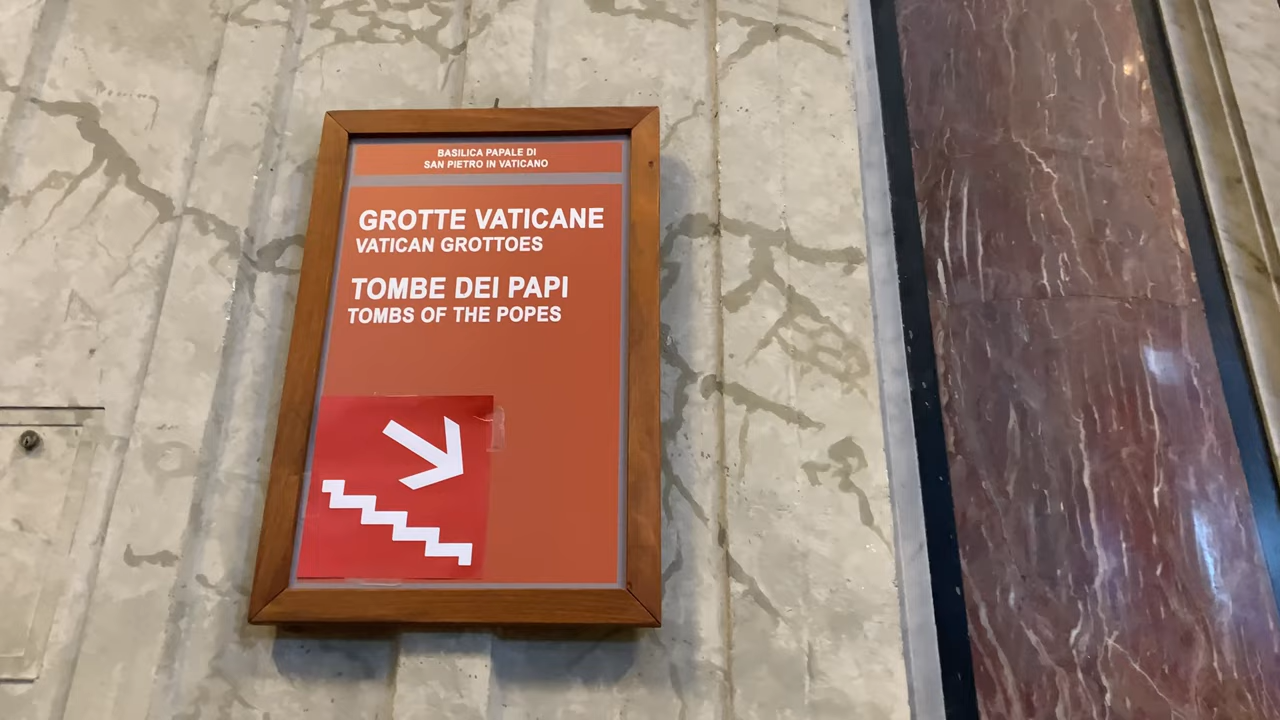 BASILICA PAPALE DI
SAN PIETRO IN VATICANO
GROTTE VATICANE
VATICAN GROTTOES
TOMBE DEI PAPI
TOMBS OF THE POPES